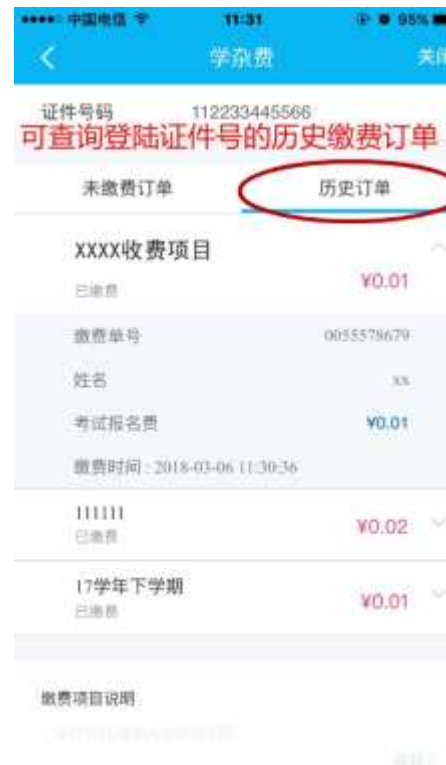 中国电信 11:31 95%
学杂费 关闭
证件号码 112233445566
可查询登陆证件号的历史缴费订单
未缴费订单 历史订单
XXXX收费项目
¥0.01
已缴费
缴费单号 0055578679
姓名 xx
考试报名费 ¥0.01
缴费时间 : 2018-03-06 11:30:36
111111
¥0.02
已缴费
17学年下学期
¥0.01
已缴费
缴费项目说明